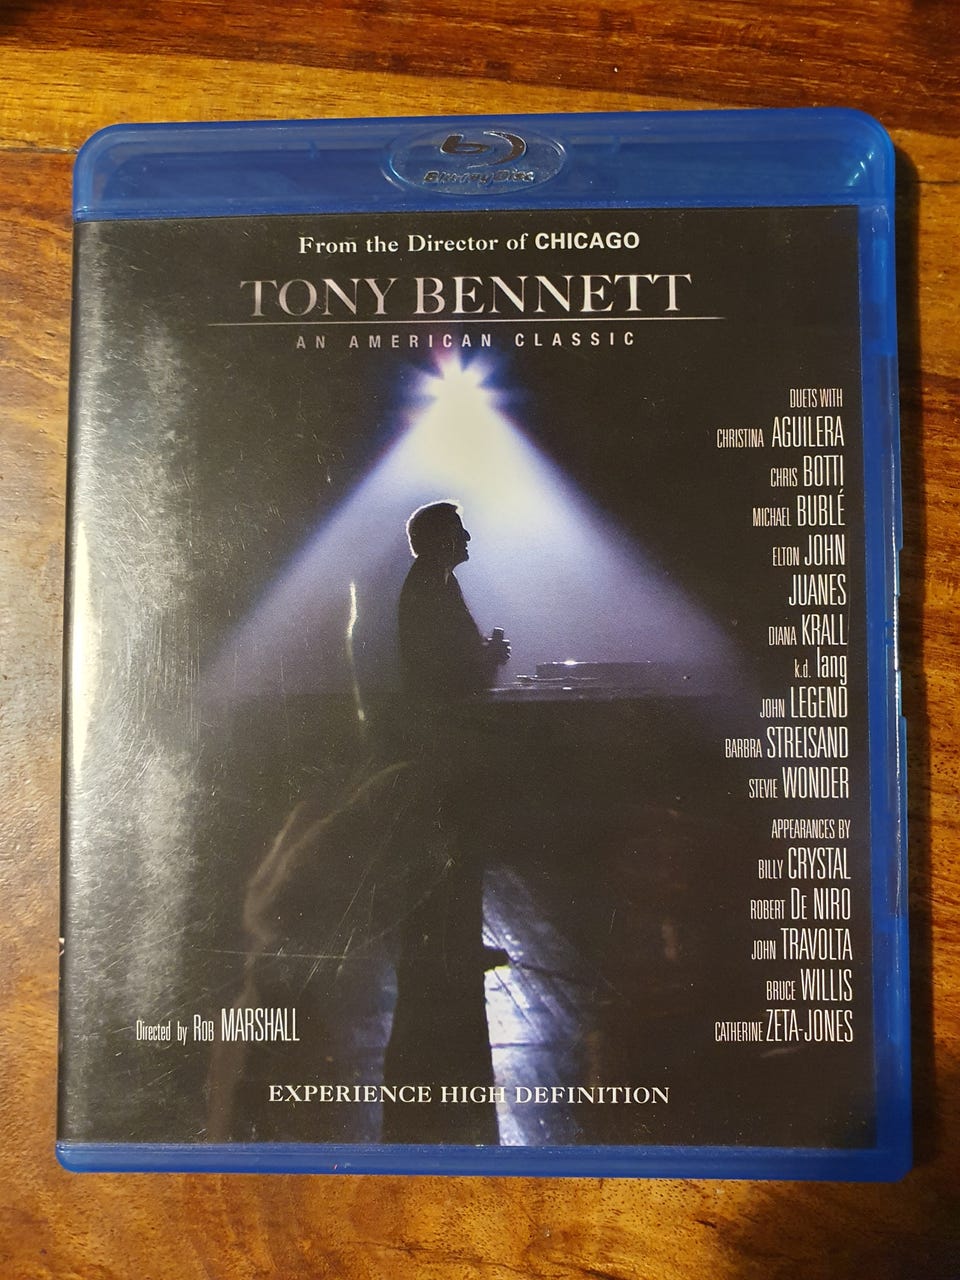 Blu-ray Disc
From the Director of CHICAGO
TONY BENNETT
AN AMERICAN CLASSIC
DUETS WITH
CHRISTINA AGUILERA
CHRIS BOTTI
MICHAEL BUBLÉ
ELTON JOHN
JUANES
DIANA KRALL
k.d. lang
JOHN LEGEND
BARBRA STREISAND
STEVIE WONDER
APPEARANCES BY
BILLY CRYSTAL
ROBERT DE NIRO
JOHN TRAVOLTA
BRUCE WILLIS
CATHERINE ZETA-JONES
Directed by ROB MARSHALL
EXPERIENCE HIGH DEFINITION